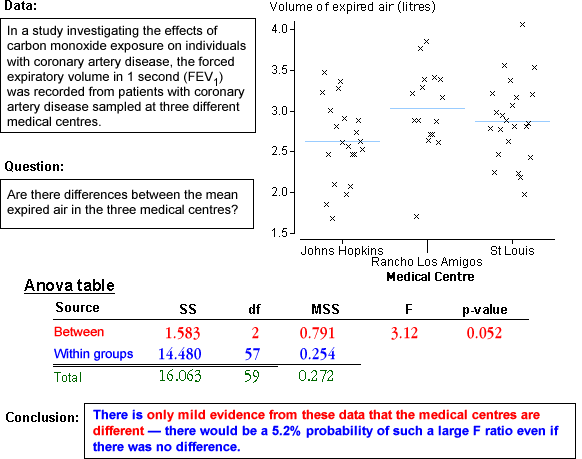 Data:
In a study investigating the effects of
carbon monoxide exposure on individuals
with coronary artery disease, the forced
expiratory volume in 1 second (FEV1)
was recorded from patients with coronary
artery disease sampled at three different
medical centres.
Question:
Are there differences between the mean
expired air in the three medical centres?
Volume of expired air (litres)
4.0
3.5
3.0
2.5
2.0
1.5
Johns Hopkins
Rancho Los Amigos
St Louis
Medical Centre
Anova table
Source SS df MSS F p-value
Between 1.583 2 0.791 3.12 0.052
Within groups 14.480 57 0.254
Total 16.063 59 0.272
Conclusion:
There is only mild evidence from these data that the medical centres are
different — there would be a 5.2% probability of such a large F ratio even if
there was no difference.